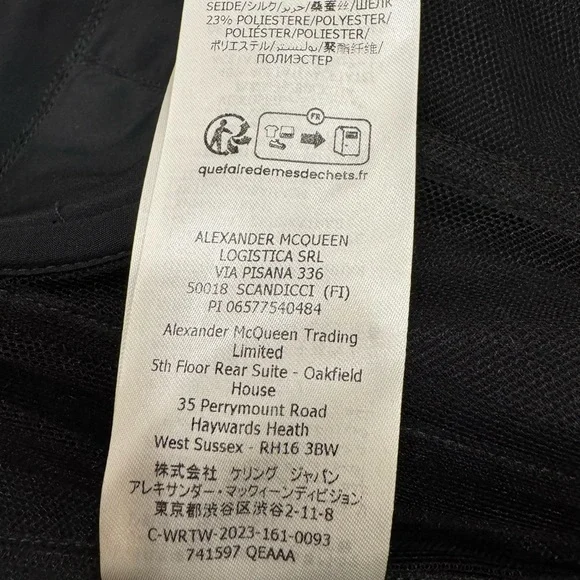 SEIDE/シルク/حرير/桑蚕丝/ШЕЛК
23% POLIESTERE/POLYESTER/
POLIÉSTER/POLIESTER/
ポリエステル/بوليستر/聚酯纤维/
ПОЛИЭСТЕР
FR
quefairedemesdechets.fr
ALEXANDER MCQUEEN
LOGISTICA SRL
VIA PISANA 336
50018 SCANDICCI (FI)
PI 06577540484
Alexander McQueen Trading
Limited
5th Floor Rear Suite - Oakfield
House
35 Perrymount Road
Haywards Heath
West Sussex - RH16 3BW
株式会社 ケリング ジャパン
アレキサンダー・マックィーンディビジョン
東京都渋谷区渋谷2-11-8
C-WRTW-2023-161-0093
741597 QEAAA